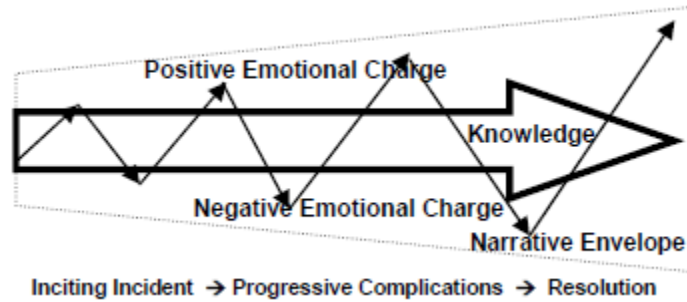 Positive Emotional Charge
Knowledge
Negative Emotional Charge
Narrative Envelope
Inciting Incident → Progressive Complications → Resolution